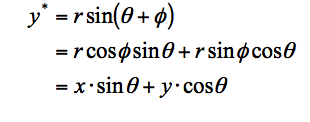 y* = r sin(θ + ϕ)
= r cosϕ sinθ + r sinϕ cosθ
= x · sinθ + y · cosθ